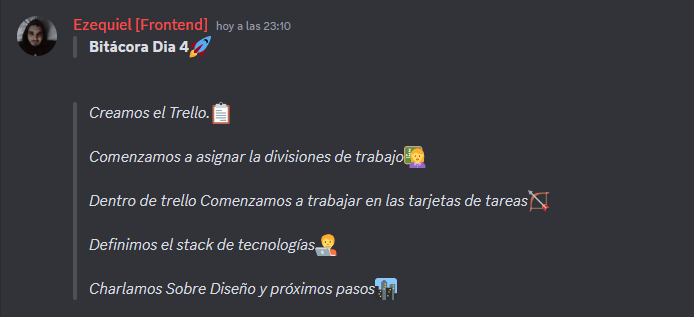 Ezequiel [Frontend] hoy a las 23:10
Bitácora Dia 4🚀
Creamos el Trello.📋
Comenzamos a asignar la divisiones de trabajo👩‍🏫
Dentro de trello Comenzamos a trabajar en las tarjetas de tareas🏹
Definimos el stack de tecnologías🧑‍💻
Charlamos Sobre Diseño y próximos pasos🏙️